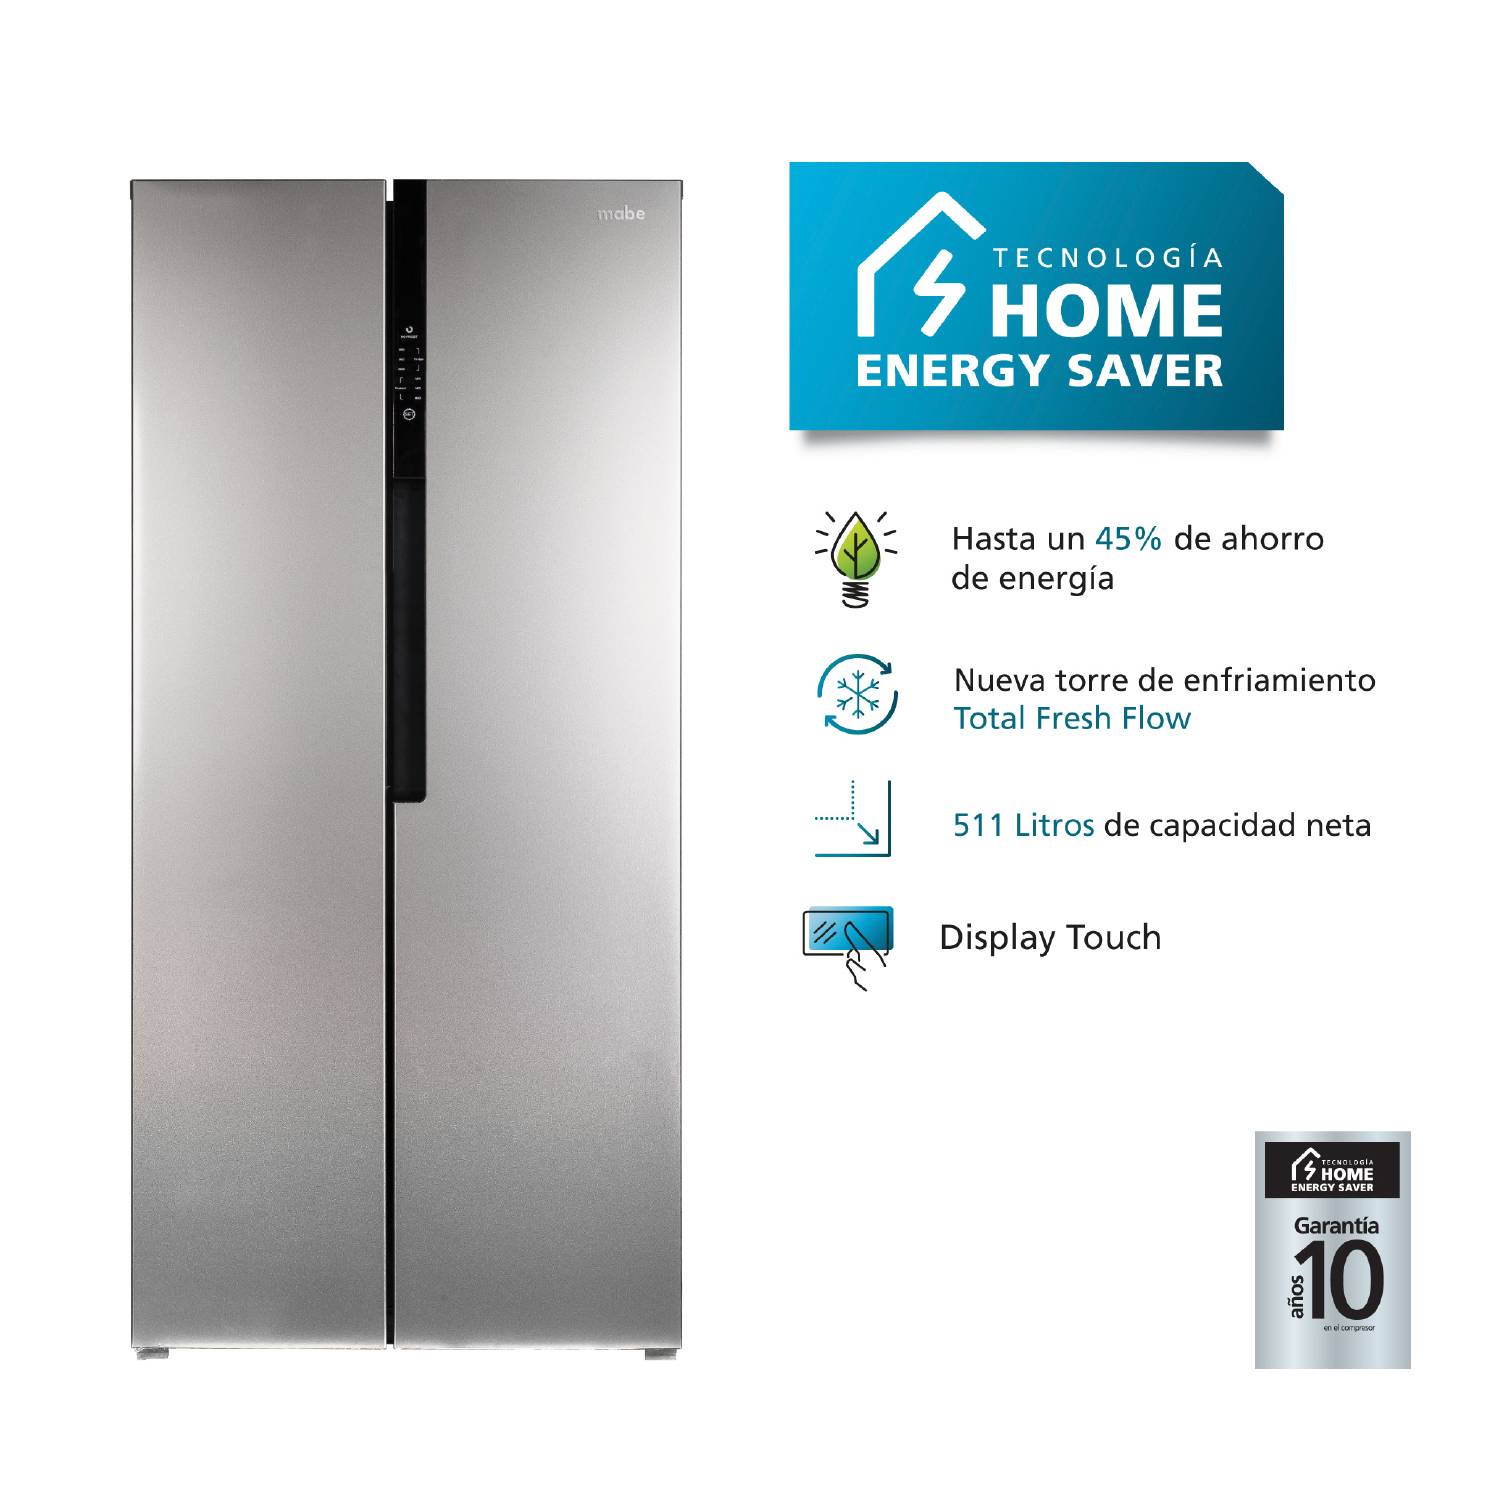 mabe
TECNOLOGÍA
HOME
ENERGY SAVER
Hasta un 45% de ahorro
de energía
Nueva torre de enfriamiento
Total Fresh Flow
511 Litros de capacidad neta
Display Touch
TECNOLOGÍA
HOME
ENERGY SAVER
Garantía
10
años
en el compresor